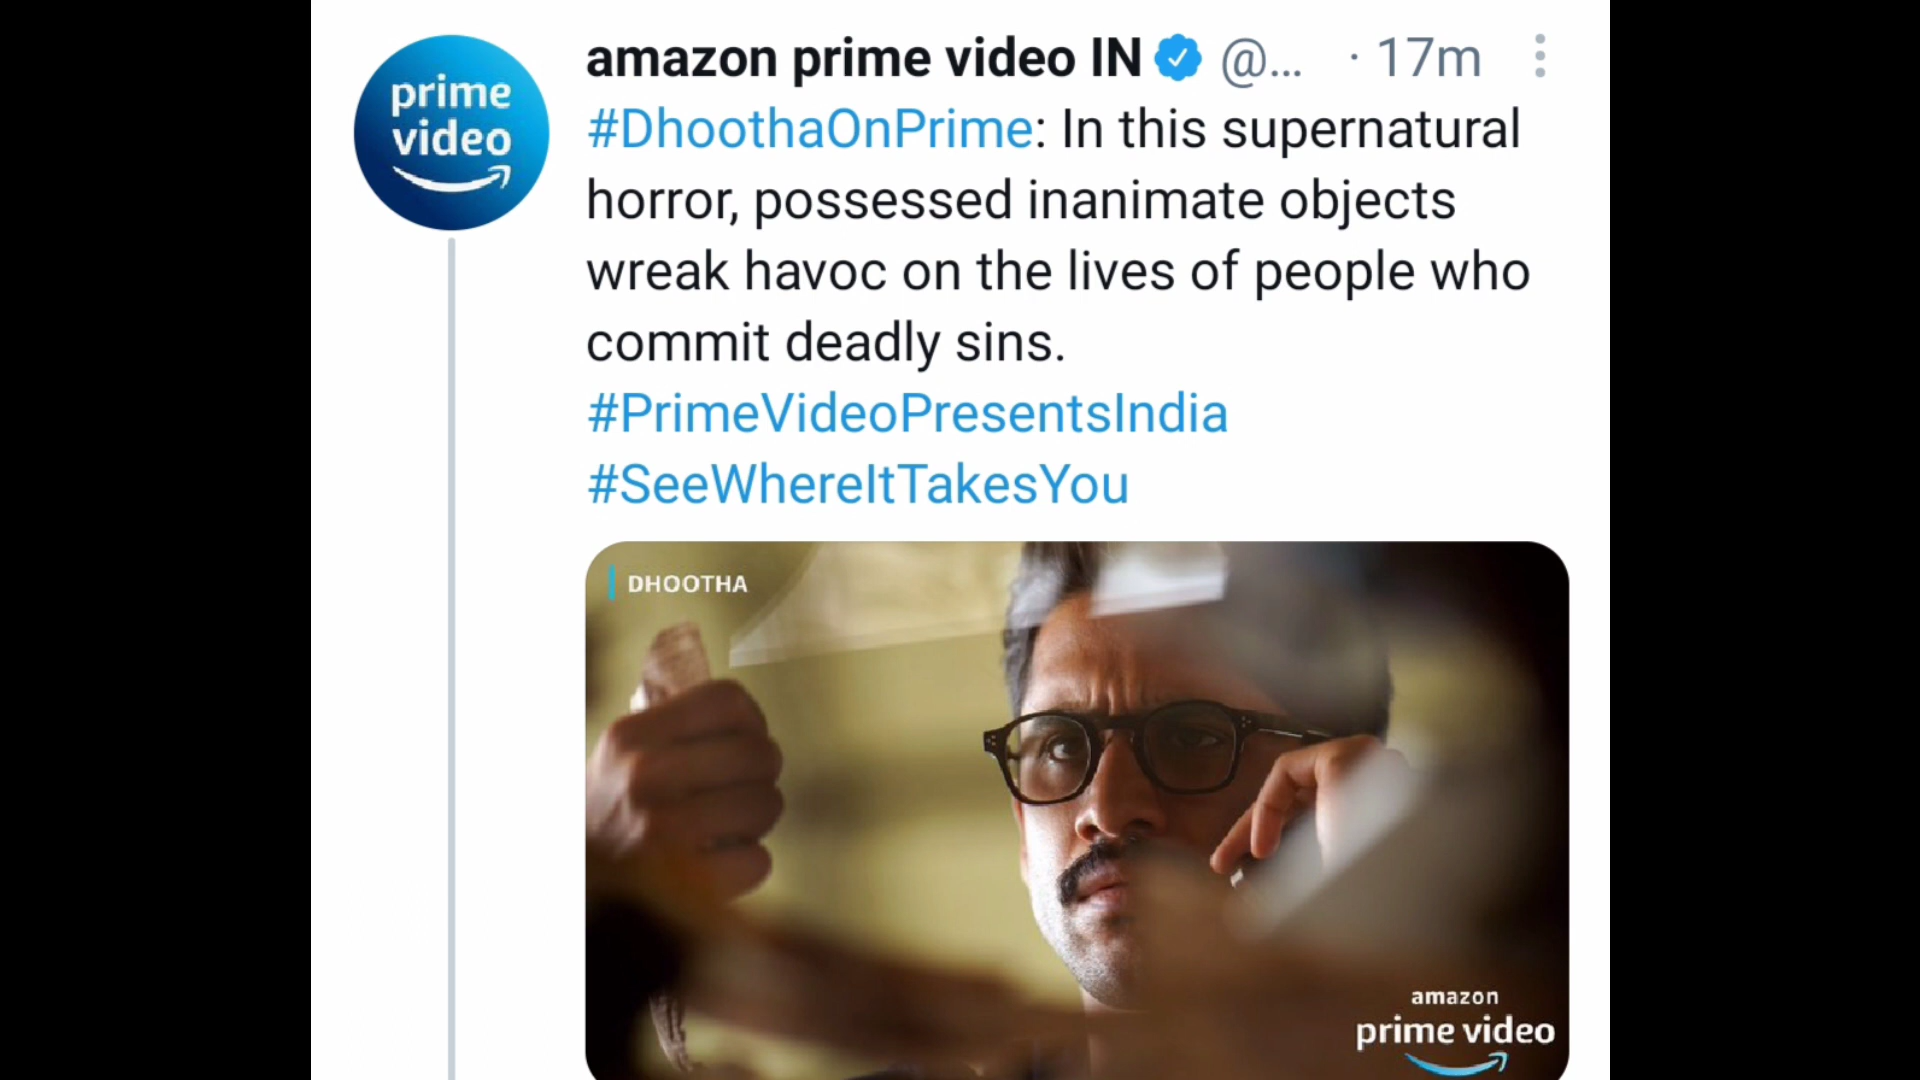 prime
video
amazon prime video IN @... · 17m
#DhoothaOnPrime: In this supernatural
horror, possessed inanimate objects
wreak havoc on the lives of people who
commit deadly sins.
#PrimeVideoPresentsIndia
#SeeWhereItTakesYou
DHOOTHA
amazon
prime video